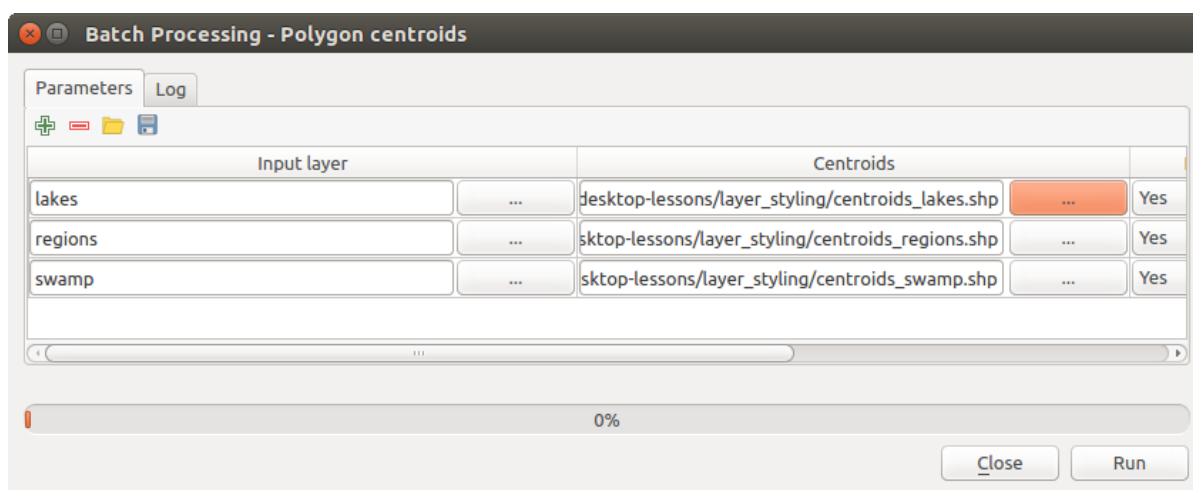 Batch Processing - Polygon centroids
Parameters Log
Input layer Centroids
lakes ... desktop-lessons/layer_styling/centroids_lakes.shp ... Yes
regions ... sktop-lessons/layer_styling/centroids_regions.shp ... Yes
swamp ... sktop-lessons/layer_styling/centroids_swamp.shp ... Yes
0%
Close Run